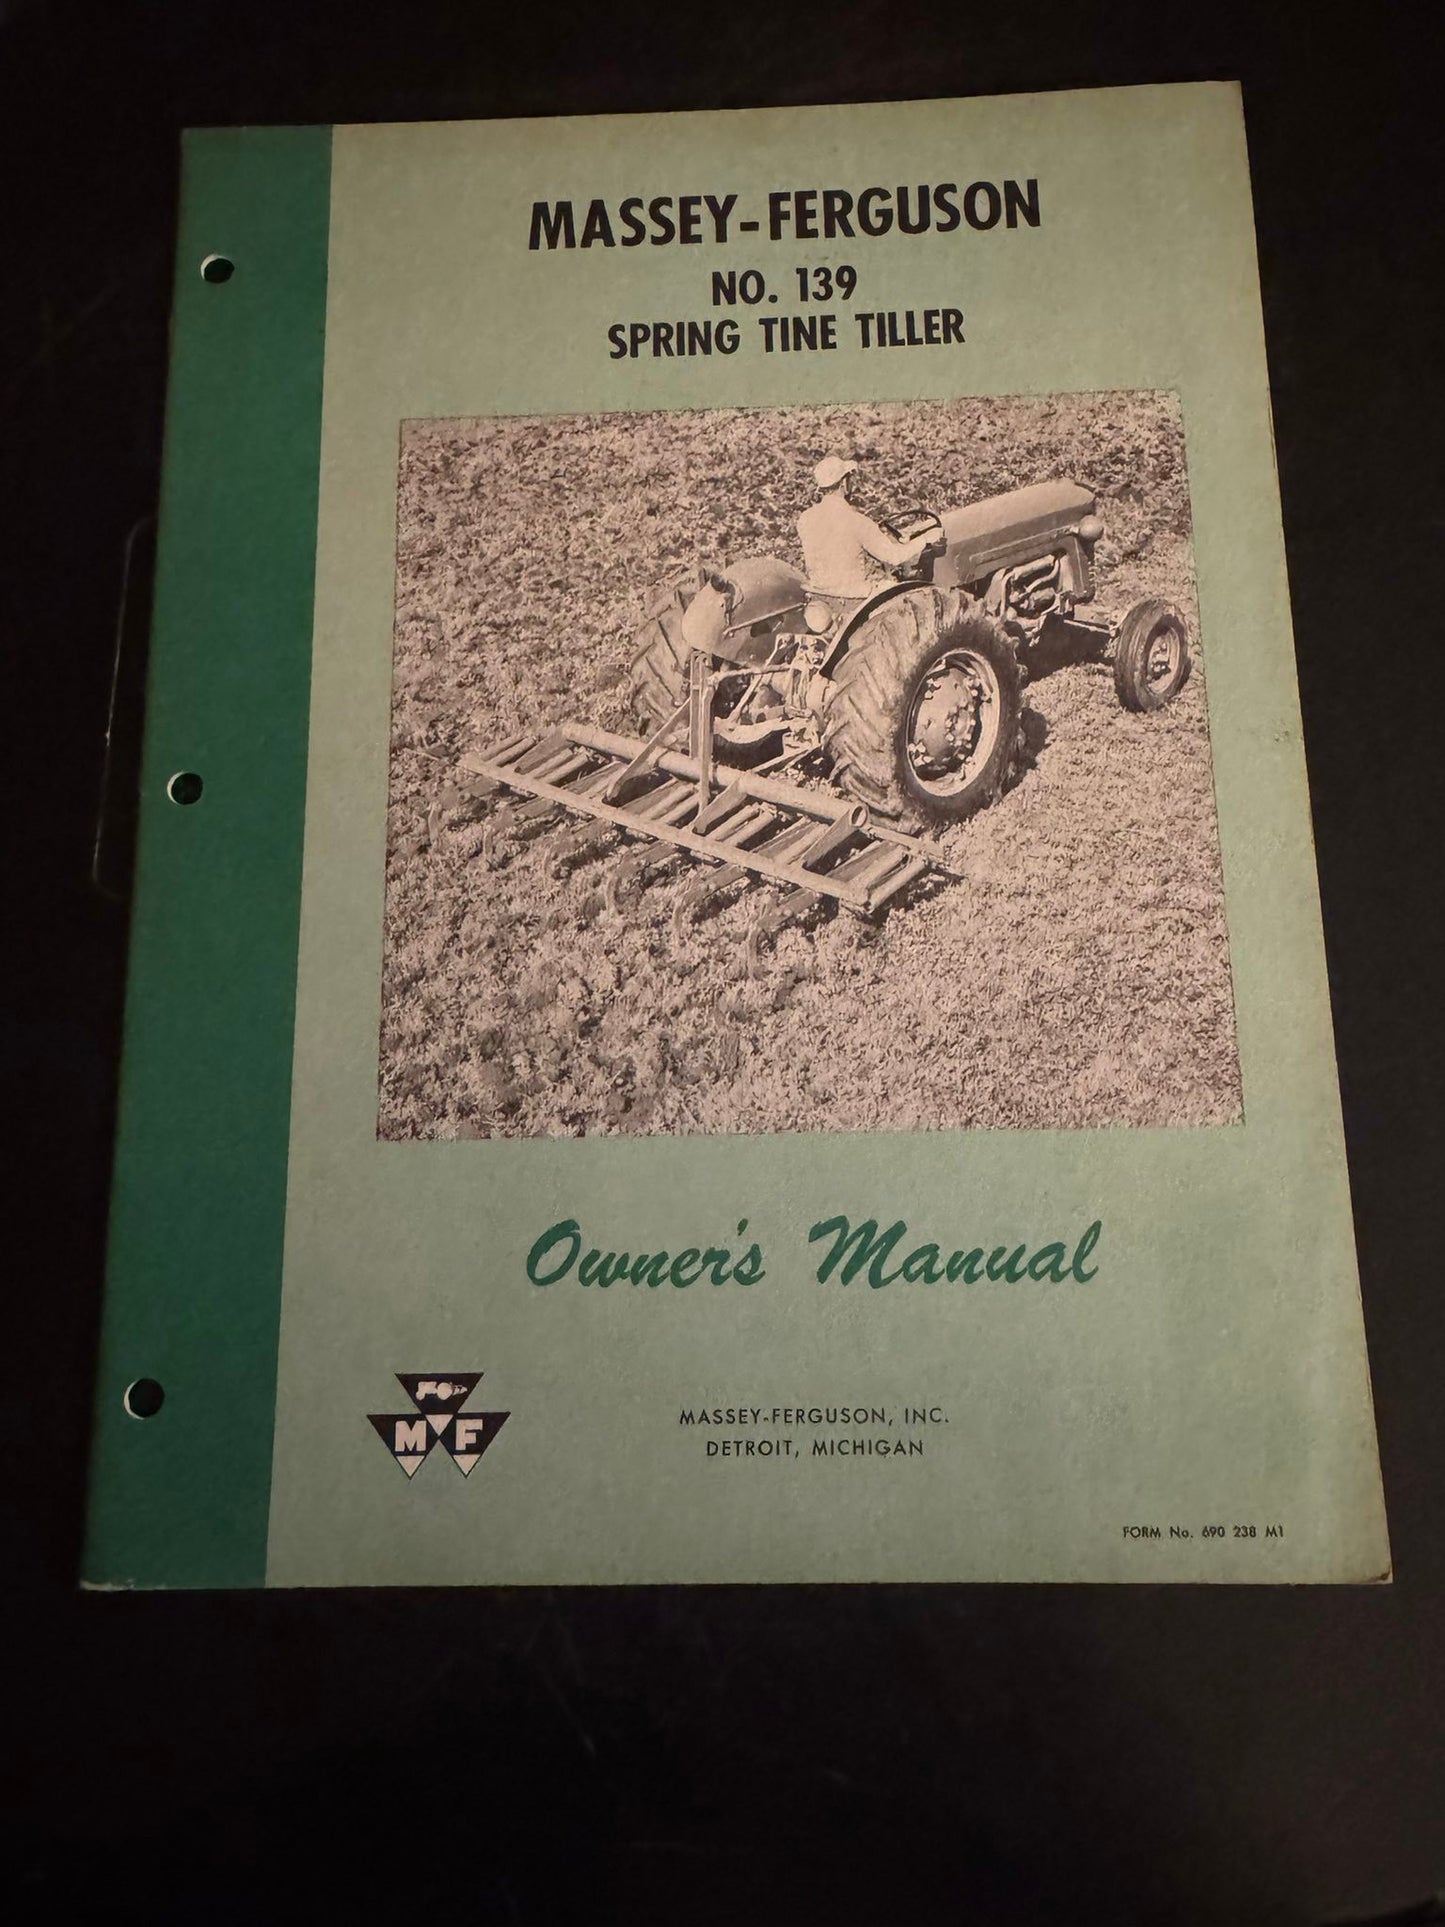 MASSEY-FERGUSON
NO. 139
SPRING TINE TILLER
Owner's Manual
M F
MASSEY-FERGUSON, INC.
DETROIT, MICHIGAN
FORM No. 690 238 M1